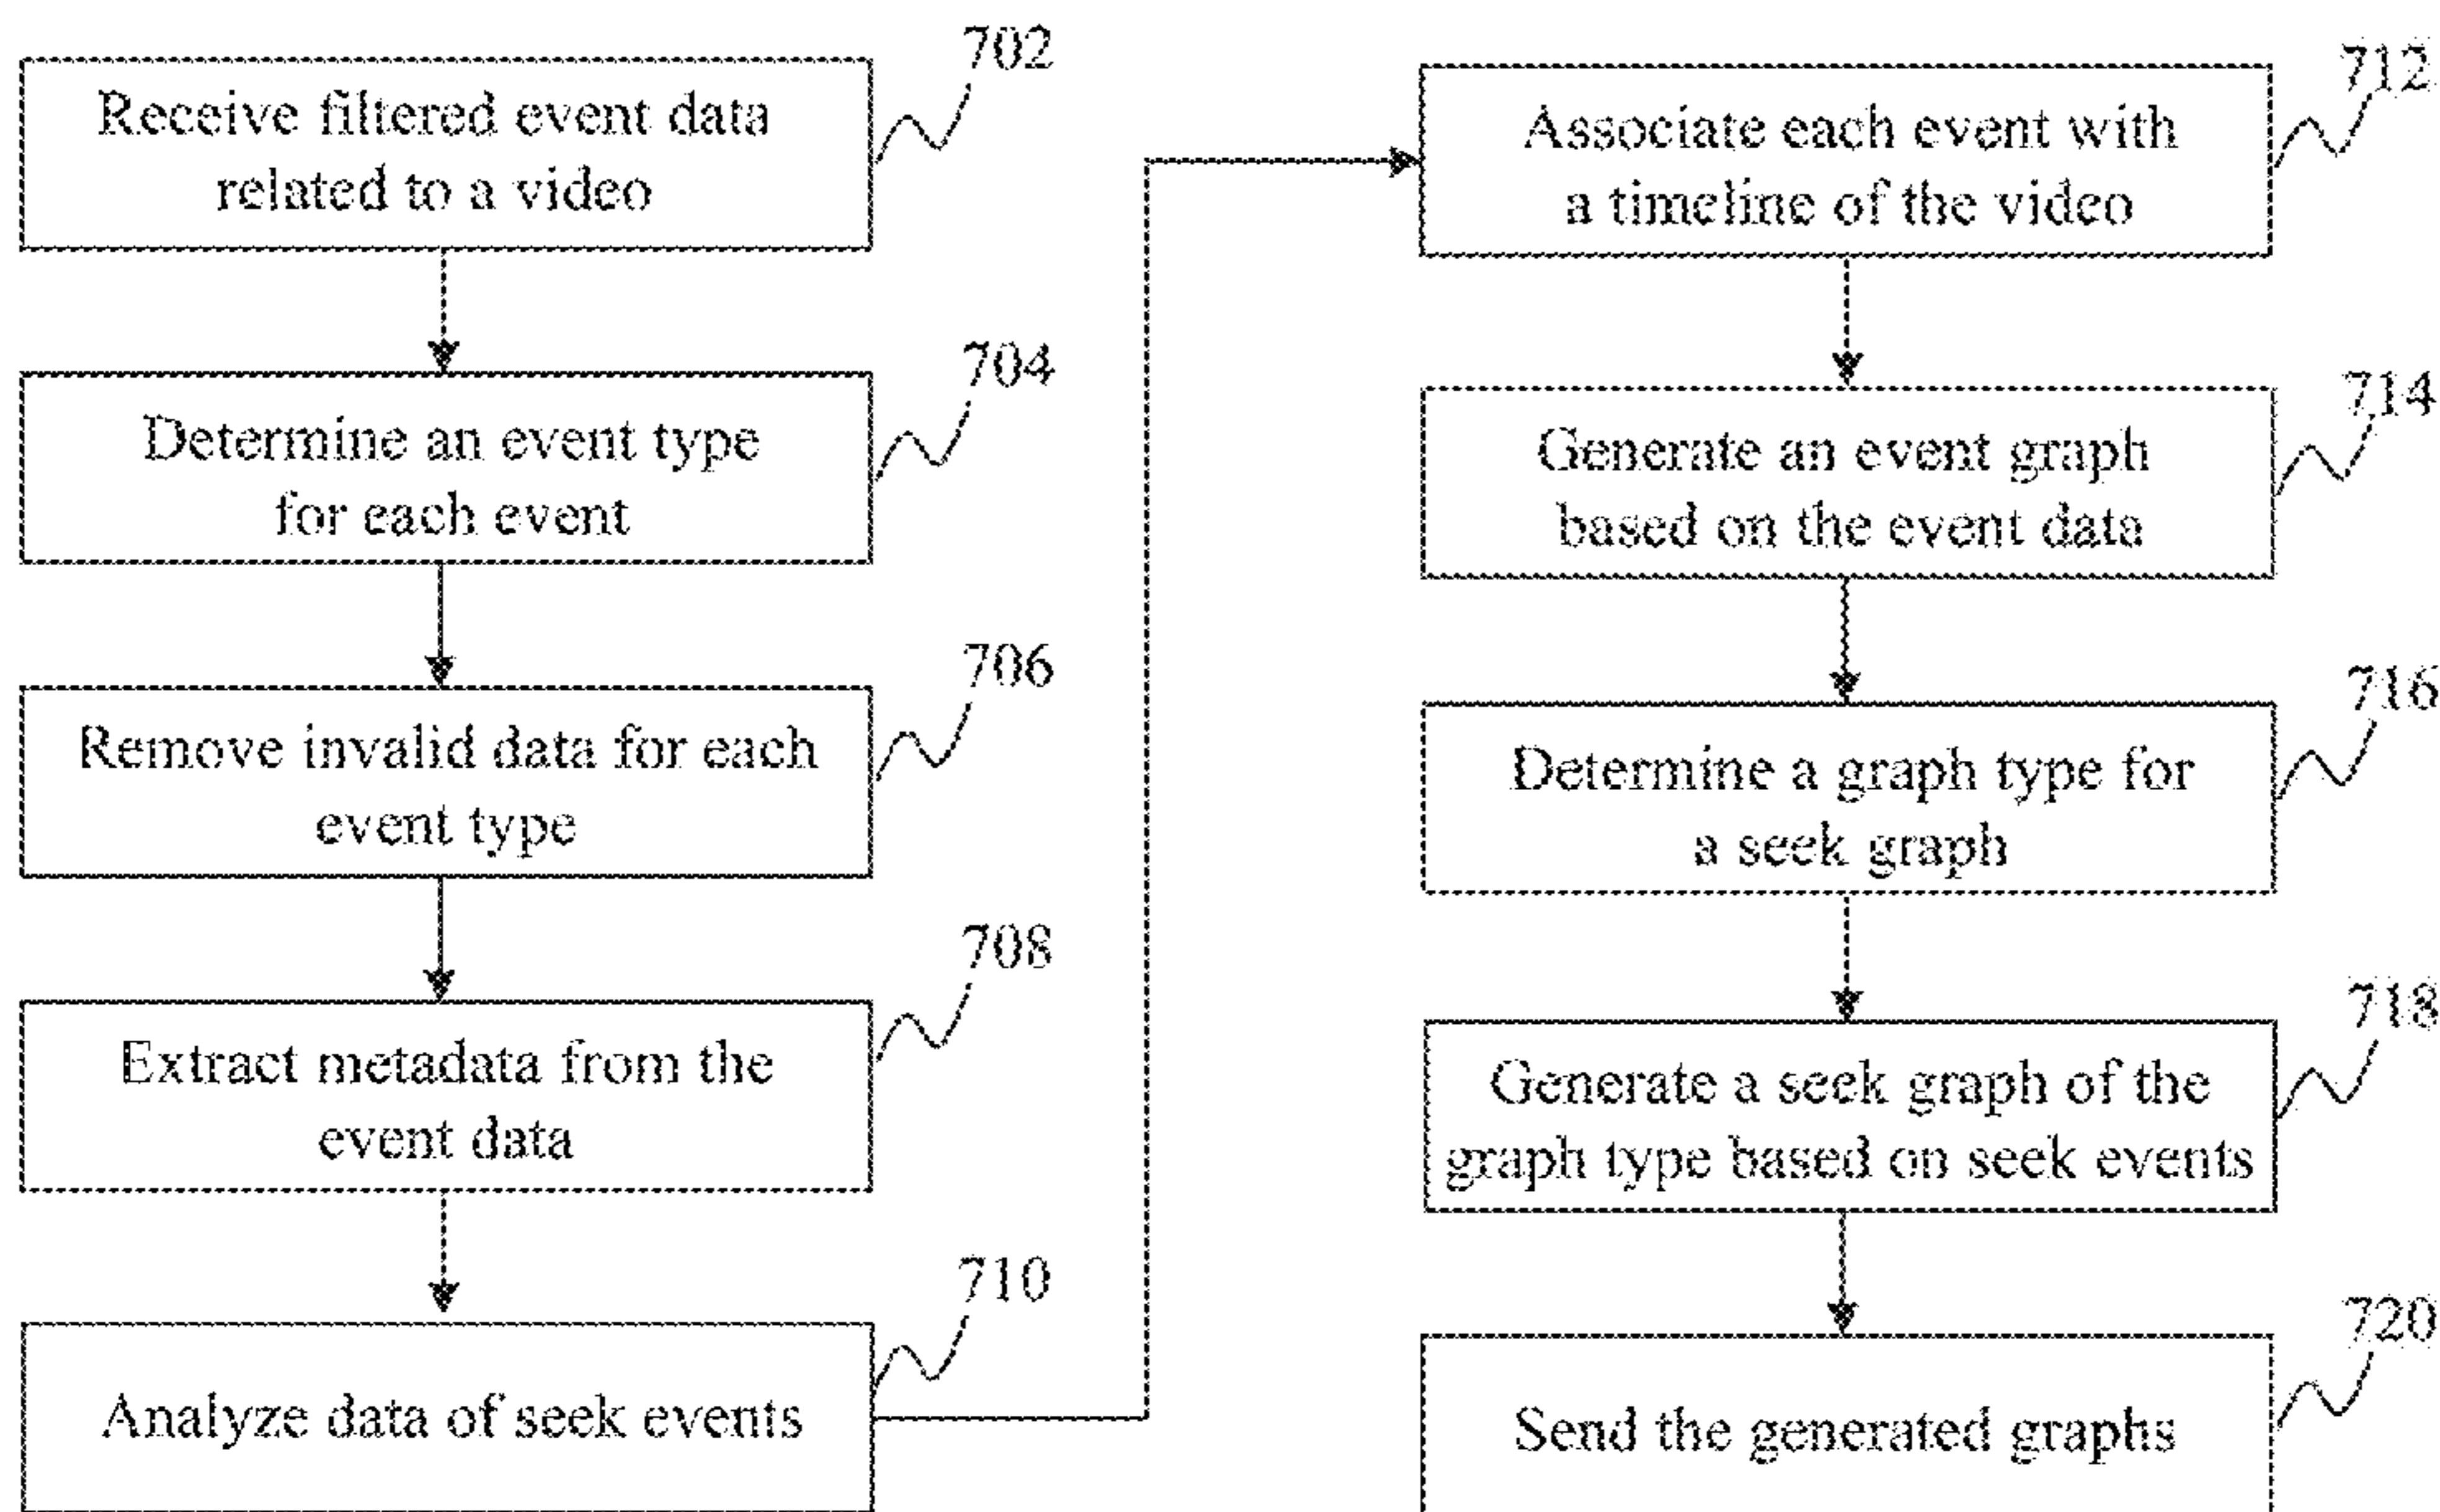 702
Receive filtered event data
related to a video
704
Determine an event type
for each event
706
Remove invalid data for each
event type
708
Extract metadata from the
event data
710
Analyze data of seek events
712
Associate each event with
a timeline of the video
714
Generate an event graph
based on the event data
716
Determine a graph type for
a seek graph
718
Generate a seek graph of the
graph type based on seek events
720
Send the generated graphs